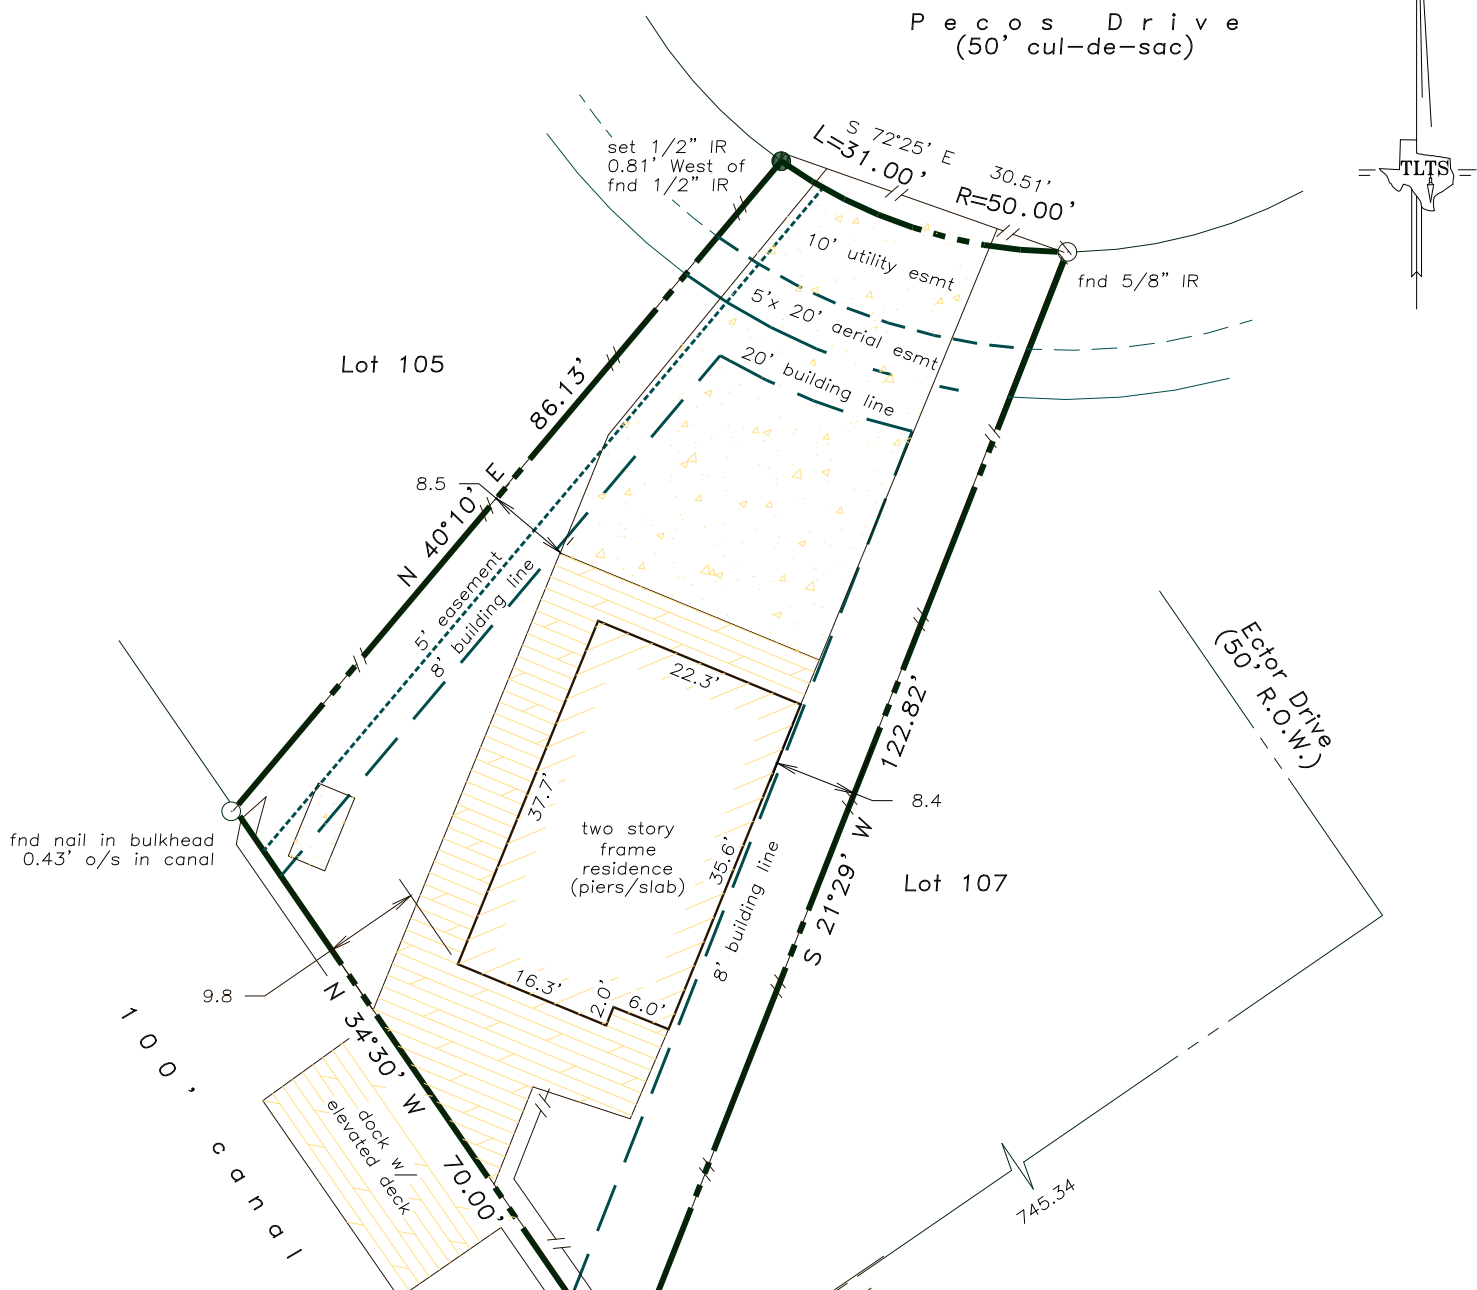 Pecos Drive
(50' cul-de-sac)
TLTS
S 72°25' E 30.51'
L=31.00' R=50.00'
set 1/2" IR
0.81' West of
fnd 1/2" IR
10' utility esmt
fnd 5/8" IR
5'x 20' aerial esmt
20' building line
Lot 105
N 40°10' E 86.13'
8.5
5' easement
8' building line
Ector Drive
(50' R.O.W.)
22.3'
37.7'
35.6'
two story
frame
residence
(piers/slab)
16.3'
2.0'
6.0'
8' building line
S 21°29' W 122.82'
8.4
Lot 107
fnd nail in bulkhead
0.43' o/s in canal
9.8
N 34°30' W 70.00'
100' canal
dock w/
elevated deck
745.34